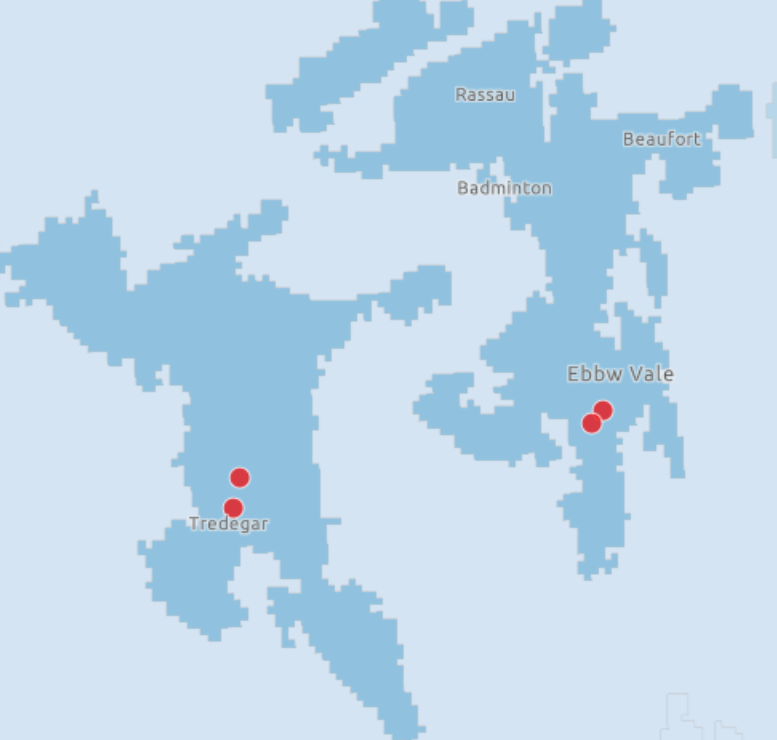 Rassau
Beaufort
Badminton
Ebbw Vale
Tredegar